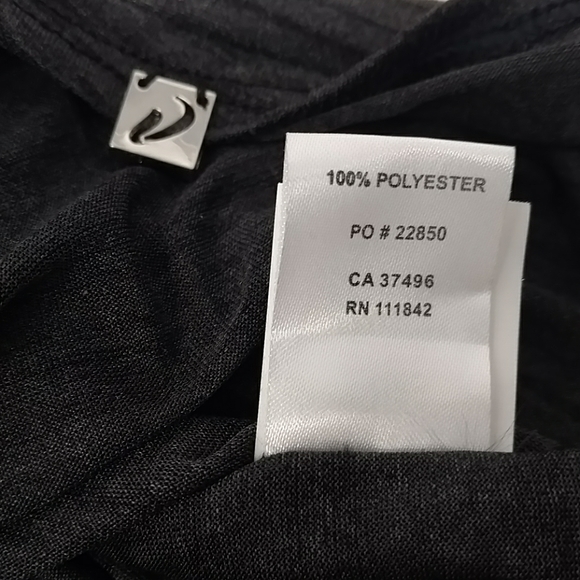 100% POLYESTER
PO # 22850
CA 37496
RN 111842